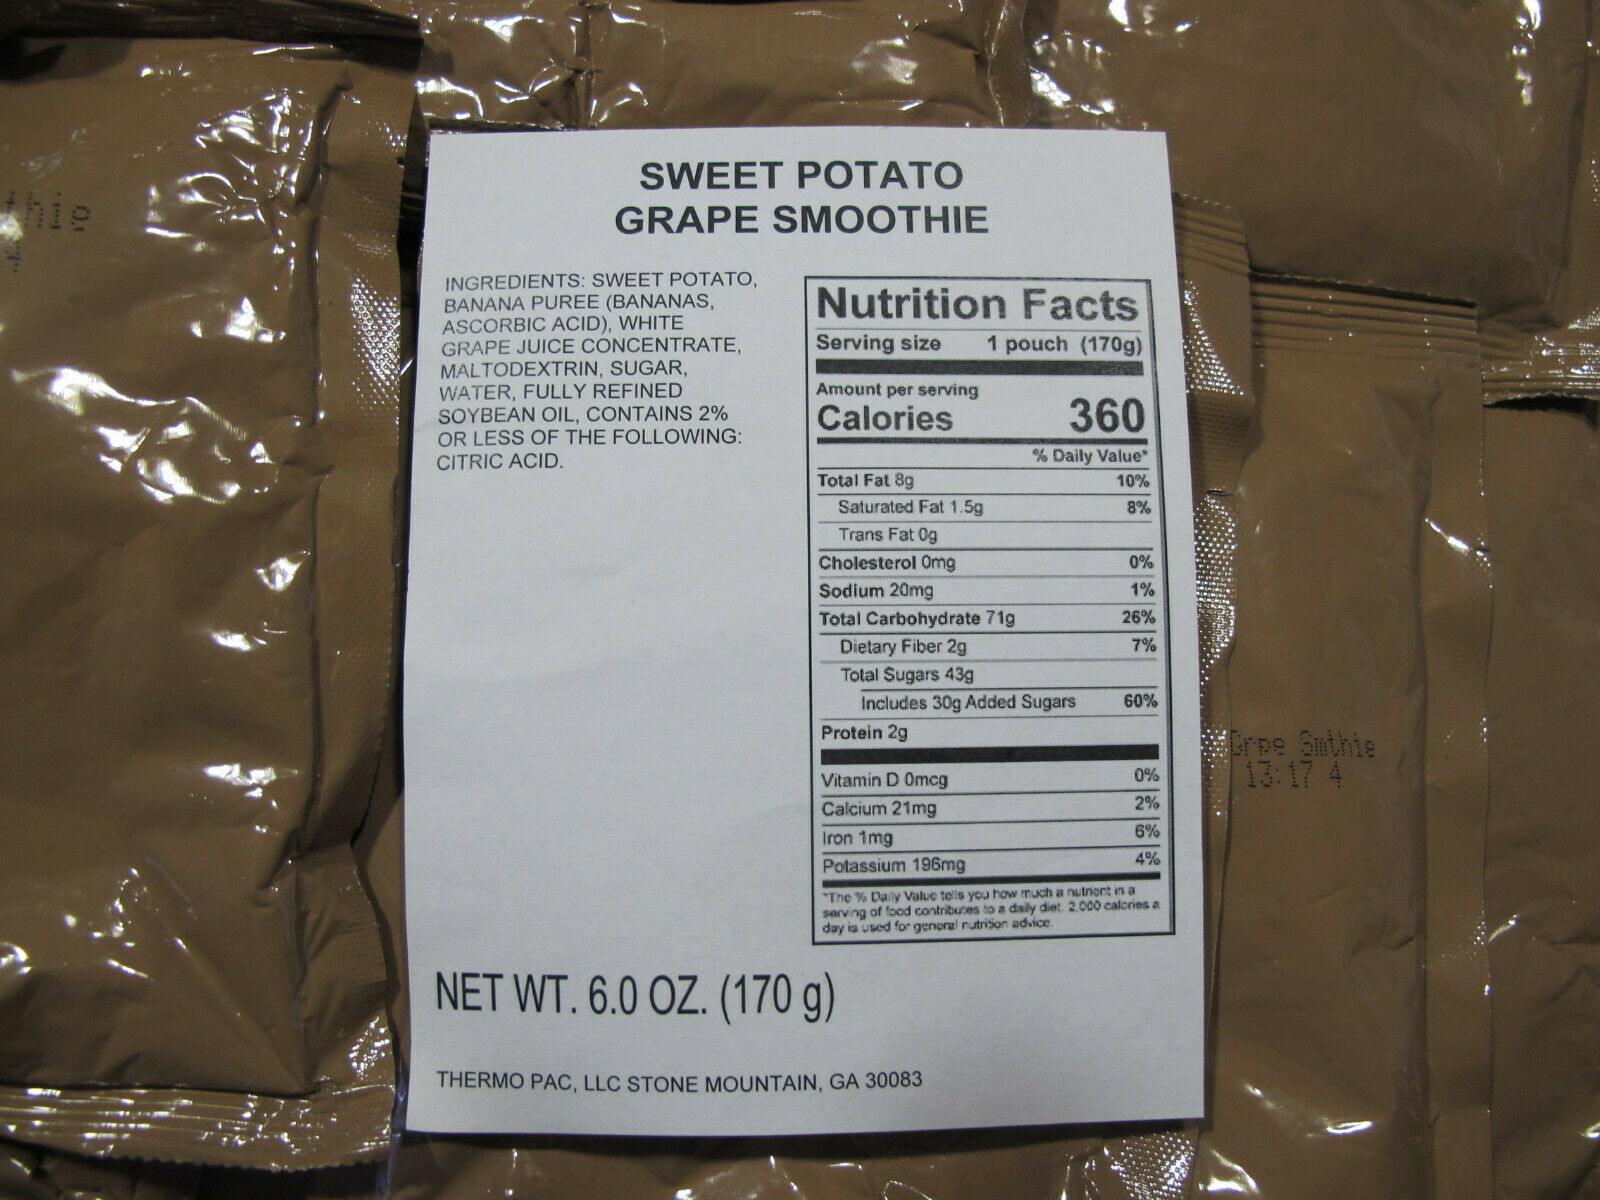 SWEET POTATO
GRAPE SMOOTHIE
INGREDIENTS: SWEET POTATO,
BANANA PUREE (BANANAS,
ASCORBIC ACID), WHITE
GRAPE JUICE CONCENTRATE,
MALTODEXTRIN, SUGAR,
WATER, FULLY REFINED
SOYBEAN OIL, CONTAINS 2%
OR LESS OF THE FOLLOWING:
CITRIC ACID.
Nutrition Facts
Serving size 1 pouch (170g)
Amount per serving
Calories 360
% Daily Value*
Total Fat 8g 10%
Saturated Fat 1.5g 8%
Trans Fat 0g
Cholesterol 0mg 0%
Sodium 20mg 1%
Total Carbohydrate 71g 26%
Dietary Fiber 2g 7%
Total Sugars 43g
Includes 30g Added Sugars 60%
Protein 2g
Vitamin D 0mcg 0%
Calcium 21mg 2%
Iron 1mg 6%
Potassium 196mg 4%
*The % Daily Value tells you how much a nutrient in a
serving of food contributes to a daily diet. 2,000 calories a
day is used for general nutrition advice.
NET WT. 6.0 OZ. (170 g)
THERMO PAC, LLC STONE MOUNTAIN, GA 30083
Grpe Smthie
13:17 4